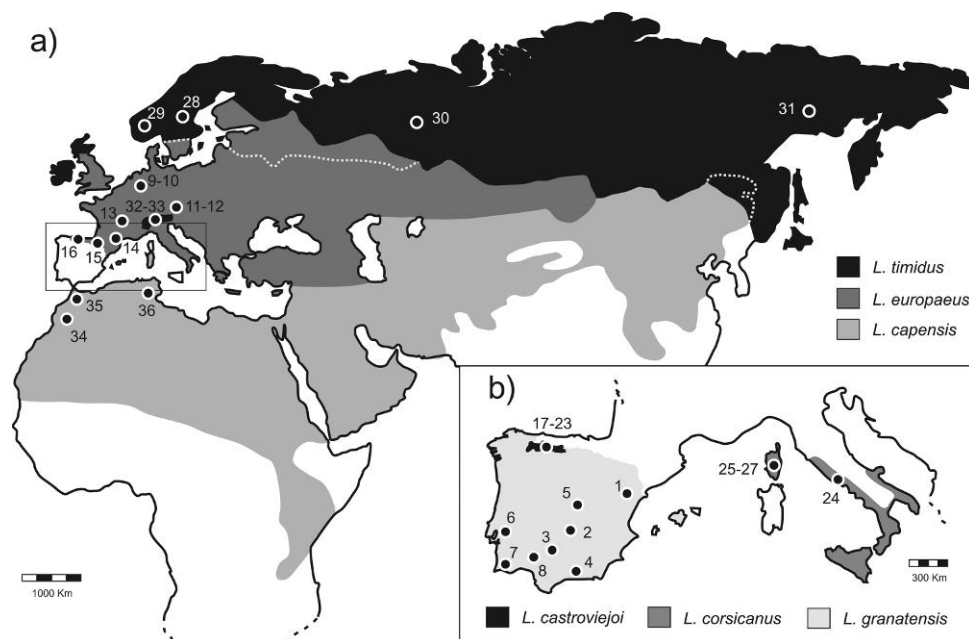 a)
28
29
30
31
9-10
32-33
11-12
13
14
16
15
35
36
34
L. timidus
L. europaeus
L. capensis
1000 Km
b)
17-23
25-27
24
1
5
6
2
3
7
8
4
300 Km
L. castroviejoi
L. corsicanus
L. granatensis